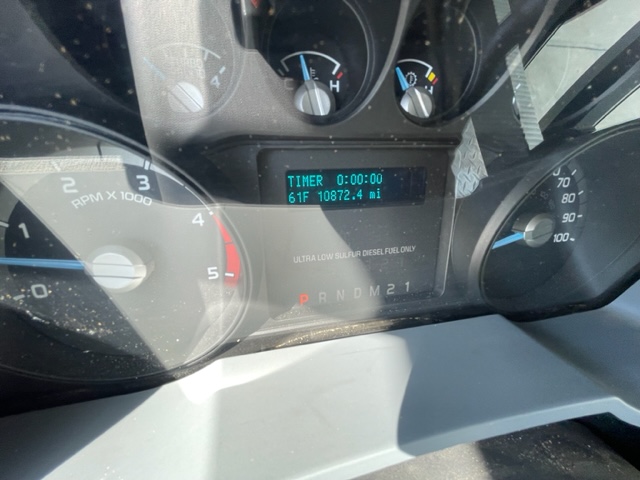 C H
TIMER 0:00:00
61F 10872.4 mi
ULTRA LOW SULFUR DIESEL FUEL ONLY
P R N D M 2 1
0 1 2 3 4 5
RPM X 1000
70
80
90
100